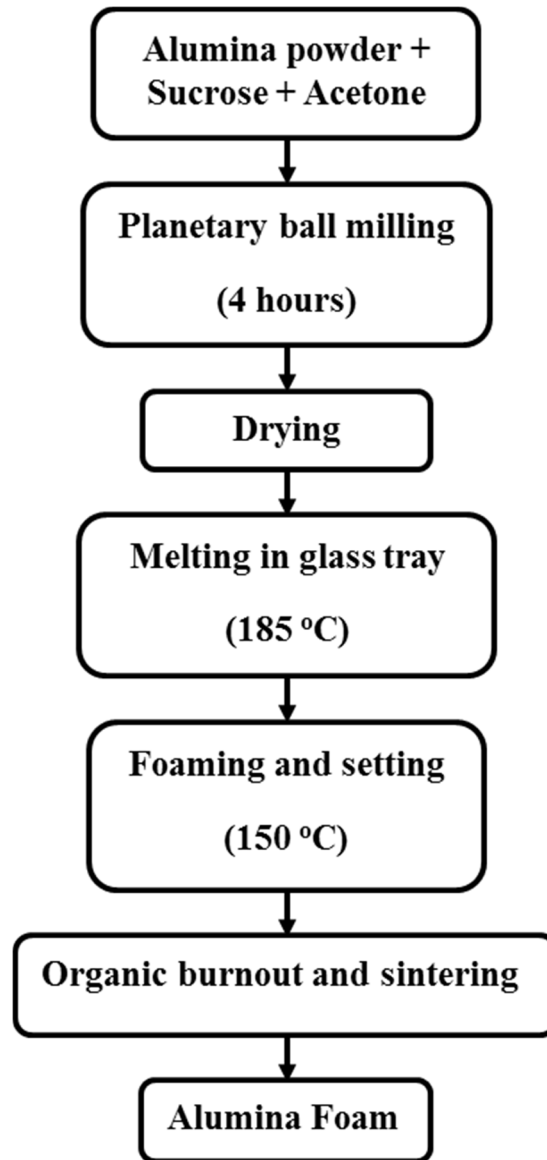 Alumina powder +
Sucrose + Acetone
Planetary ball milling
(4 hours)
Drying
Melting in glass tray
(185 ºC)
Foaming and setting
(150 ºC)
Organic burnout and sintering
Alumina Foam